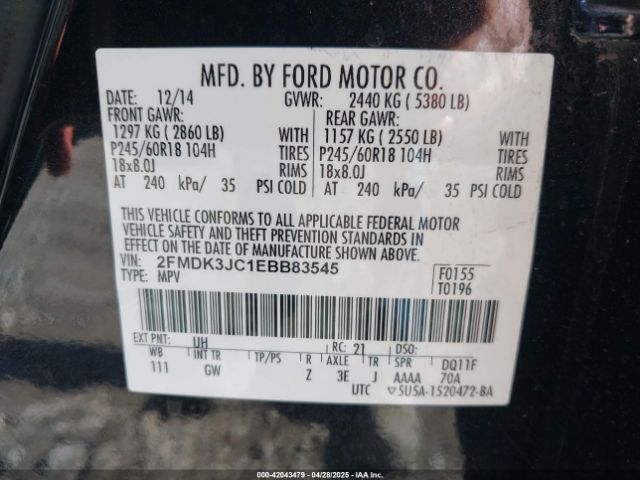 MFD. BY FORD MOTOR CO.
DATE: 12/14 GVWR: 2440 KG ( 5380 LB)
FRONT GAWR: REAR GAWR:
1297 KG ( 2860 LB) WITH 1157 KG ( 2550 LB) WITH
P245/60R18 104H TIRES P245/60R18 104H TIRES
18x8.0J RIMS 18x8.0J RIMS
AT 240 kPa/ 35 PSI COLD AT 240 kPa/ 35 PSI COLD
THIS VEHICLE CONFORMS TO ALL APPLICABLE FEDERAL MOTOR
VEHICLE SAFETY AND THEFT PREVENTION STANDARDS IN
EFFECT ON THE DATE OF MANUFACTURE SHOWN ABOVE.
VIN: 2FMDK3JC1EBB83545 F0155
TYPE: MPV T0196
EXT PNT: UH RC: 21 DSO:
WB INT TR TP/PS R AXLE TR SPR DQ11F
111 GW Z 3E J AAAA 70A
UTC ▽5U5A-1520472-BA
000-42043479 04/28/2025 - IAA Inc.